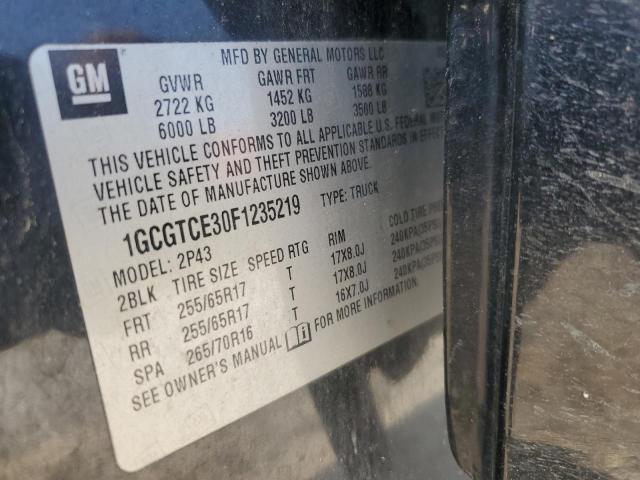 GM
MFD BY GENERAL MOTORS LLC
GVWR GAWR FRT GAWR RR
2722 KG 1452 KG 1588 KG
6000 LB 3200 LB 3500 LB
THIS VEHICLE CONFORMS TO ALL APPLICABLE U.S. FEDERAL
VEHICLE SAFETY AND THEFT PREVENTION STANDARDS IN EFFECT
THE DATE OF MANUFACTURE SHOWN ABOVE.
1GCGTCE30F1235219 TYPE: TRUCK
MODEL: 2P43
2BLK TIRE SIZE SPEED RTG RIM COLD TIRE
FRT 255/65R17 T 17X8.0J 240KPA(35PSI)
RR 255/65R17 T 17X8.0J 240KPA(35PSI)
SPA 265/70R16 T 16X7.0J 240KPA(35PSI)
SEE OWNER'S MANUAL FOR MORE INFORMATION.